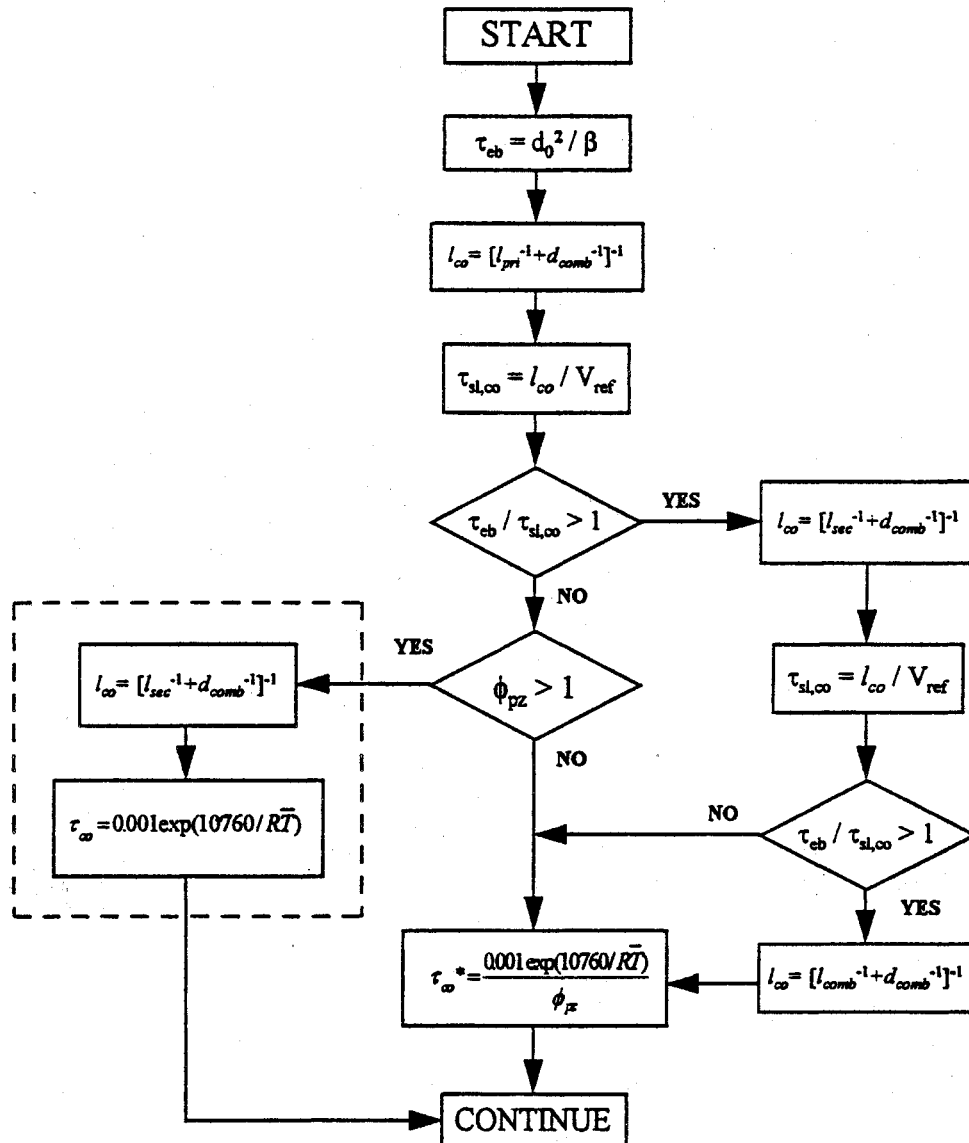 START
τeb = d₀² / β
lco = [lpri⁻¹+dcomb⁻¹]⁻¹
τsl,co = lco / Vref
τeb / τsl,co > 1
YES
lco = [lsec⁻¹+dcomb⁻¹]⁻¹
NO
τsl,co = lco / Vref
YES
lco = [lsec⁻¹+dcomb⁻¹]⁻¹
ϕpz > 1
NO
τco = 0.001exp(10760/RT̅)
NO
τeb / τsl,co > 1
YES
τco* = 0.001exp(10760/RT̅)
ϕpz
lco = [lcomb⁻¹+dcomb⁻¹]⁻¹
CONTINUE